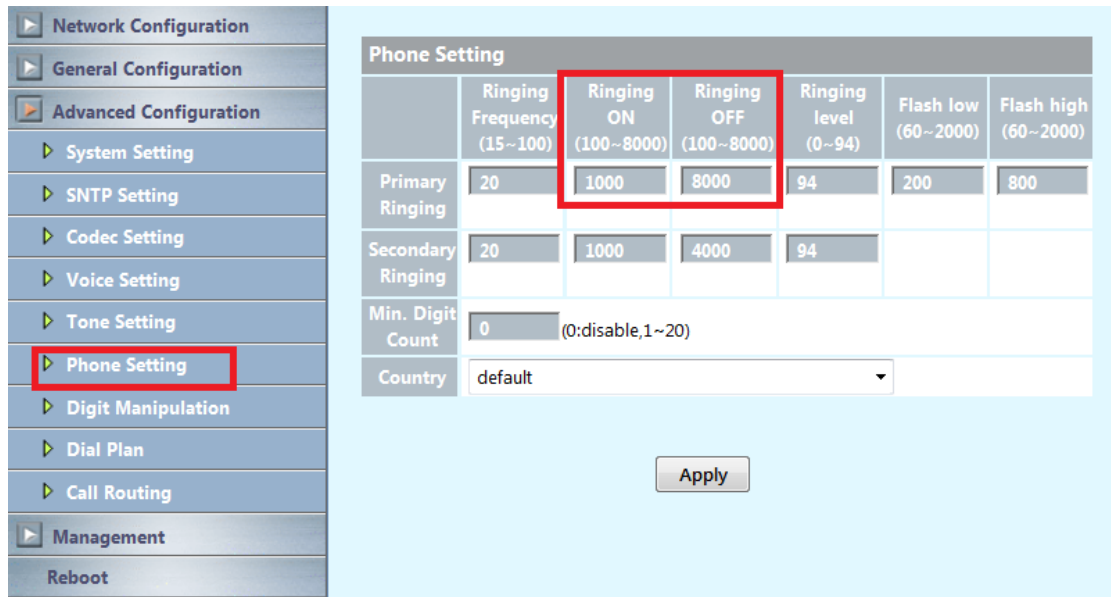 Network Configuration
General Configuration
Advanced Configuration
System Setting
SNTP Setting
Codec Setting
Voice Setting
Tone Setting
Phone Setting
Digit Manipulation
Dial Plan
Call Routing
Management
Reboot
Phone Setting
Ringing Frequency (15~100)
Ringing ON (100~8000)
Ringing OFF (100~8000)
Ringing level (0~94)
Flash low (60~2000)
Flash high (60~2000)
Primary Ringing
20 1000 8000 94 200 800
Secondary Ringing
20 1000 4000 94
Min. Digit Count
0 (0:disable,1~20)
Country default
Apply